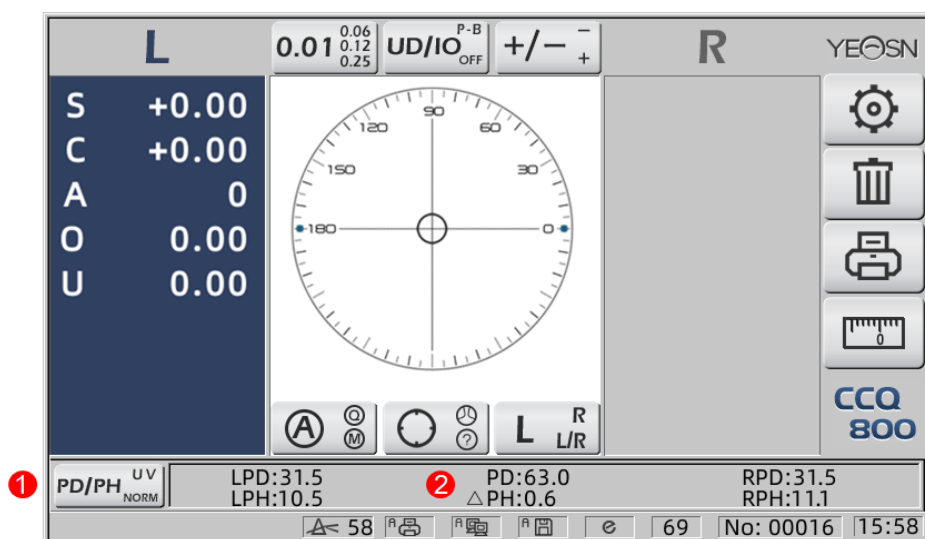 L
0.01 0.06
0.12
0.25
UD/IO P-B
OFF
+/− −
+
R
YEOSN
S +0.00
C +0.00
A 0
O 0.00
U 0.00
90
120 60
150 30
180 0
0
A Q
M
?
L R
L/R
CCQ
800
1
PD/PH UV
NORM
LPD:31.5 2 PD:63.0 RPD:31.5
LPH:10.5 △PH:0.6 RPH:11.1
58 A A A e 69 No: 00016 15:58